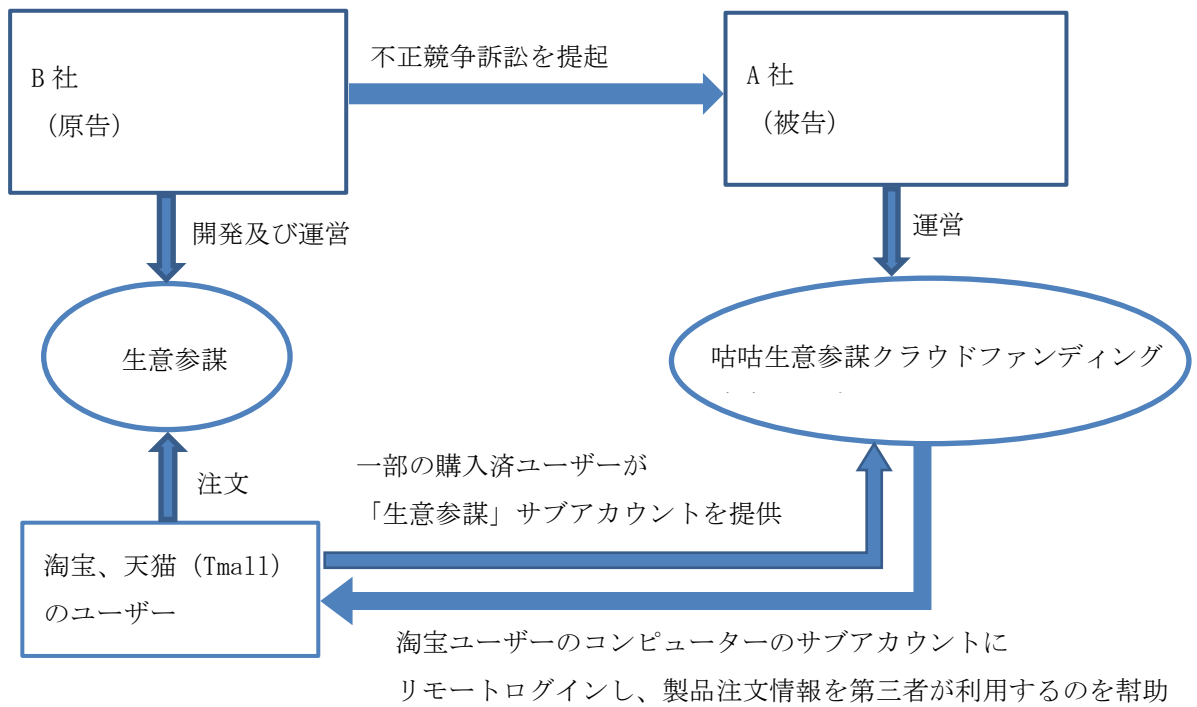 B 社
（原告）
不正競争訴訟を提起
A 社
（被告）
開発及び運営
運営
生意参謀
咕咕生意参謀クラウドファンディング
注文
一部の購入済ユーザーが
「生意参謀」サブアカウントを提供
淘宝、天猫（Tmall）
のユーザー
淘宝ユーザーのコンピューターのサブアカウントに
リモートログインし、製品注文情報を第三者が利用するのを幇助